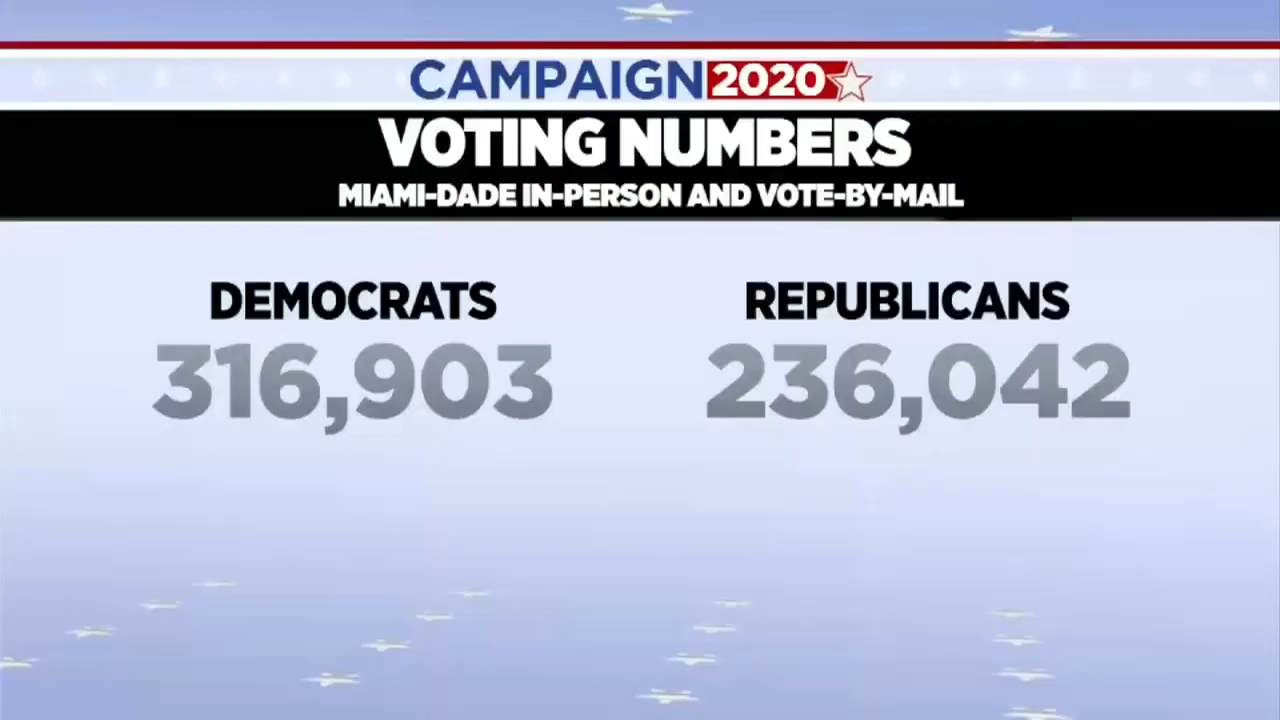 CAMPAIGN 2020
VOTING NUMBERS
MIAMI-DADE IN-PERSON AND VOTE-BY-MAIL
DEMOCRATS
316,903
REPUBLICANS
236,042